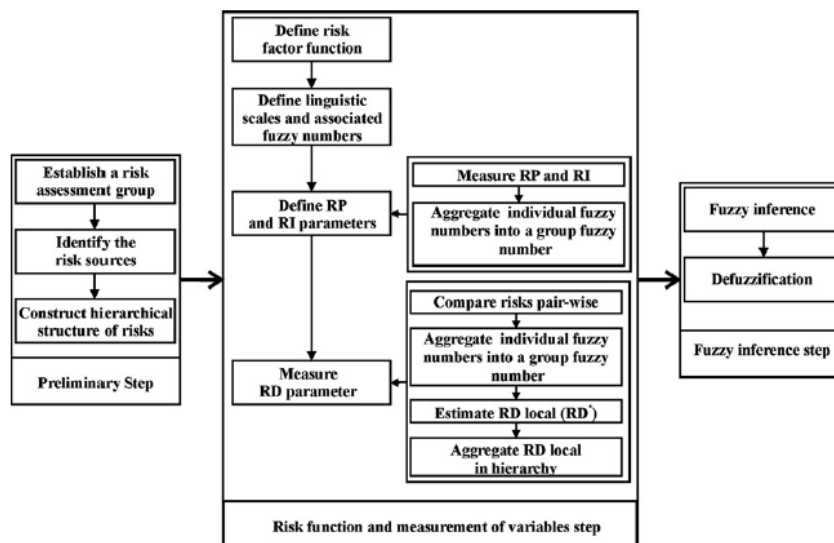 Establish a risk
assessment group
Identify the
risk sources
Construct hierarchical
structure of risks
Preliminary Step
Define risk
factor function
Define linguistic
scales and associated
fuzzy numbers
Define RP
and RI parameters
Measure
RD parameter
Measure RP and RI
Aggregate individual fuzzy
numbers into a group fuzzy
number
Compare risks pair-wise
Aggregate individual fuzzy
numbers into a group fuzzy
number
Estimate RD local (RD*)
Aggregate RD local
in hierarchy
Risk function and measurement of variables step
Fuzzy inference
Defuzzification
Fuzzy inference step